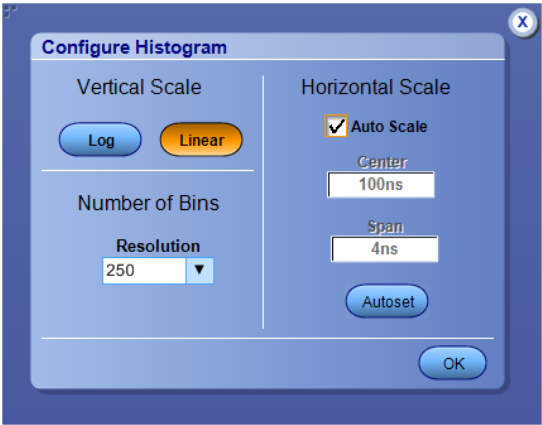 X
Configure Histogram
Vertical Scale
Log Linear
Number of Bins
Resolution
250
Horizontal Scale
Auto Scale
Center
100ns
Span
4ns
Autoset
OK